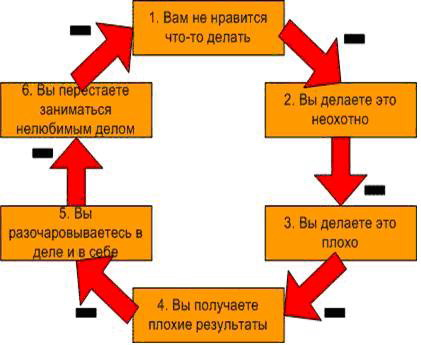 1. Вам не нравится
что-то делать
2. Вы делаете это
неохотно
3. Вы делаете это
плохо
4. Вы получаете
плохие результаты
5. Вы
разочаровываетесь в
деле и в себе
6. Вы перестаете
заниматься
нелюбимым делом